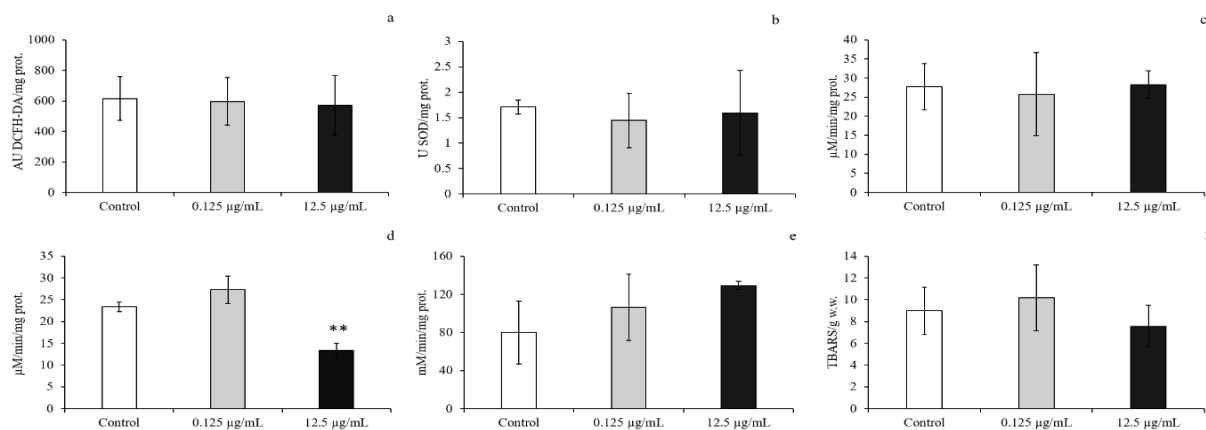 a
AU DCFH-DA/mg prot.
1000
800
600
400
200
0
Control 0.125 µg/mL 12.5 µg/mL
b
U SOD/mg prot.
3
2.5
2
1.5
1
0.5
0
Control 0.125 µg/mL 12.5 µg/mL
c
µM/min/mg prot.
40
35
30
25
20
15
10
5
0
Control 0.125 µg/mL 12.5 µg/mL
d
µM/min/mg prot.
35
30
25
20
15
10
5
0
**
Control 0.125 µg/mL 12.5 µg/mL
e
mM/min/mg prot.
160
120
80
40
0
Control 0.125 µg/mL 12.5 µg/mL
TBARS/g w.w.
14
12
10
8
6
4
2
0
Control 0.125 µg/mL 12.5 µg/mL